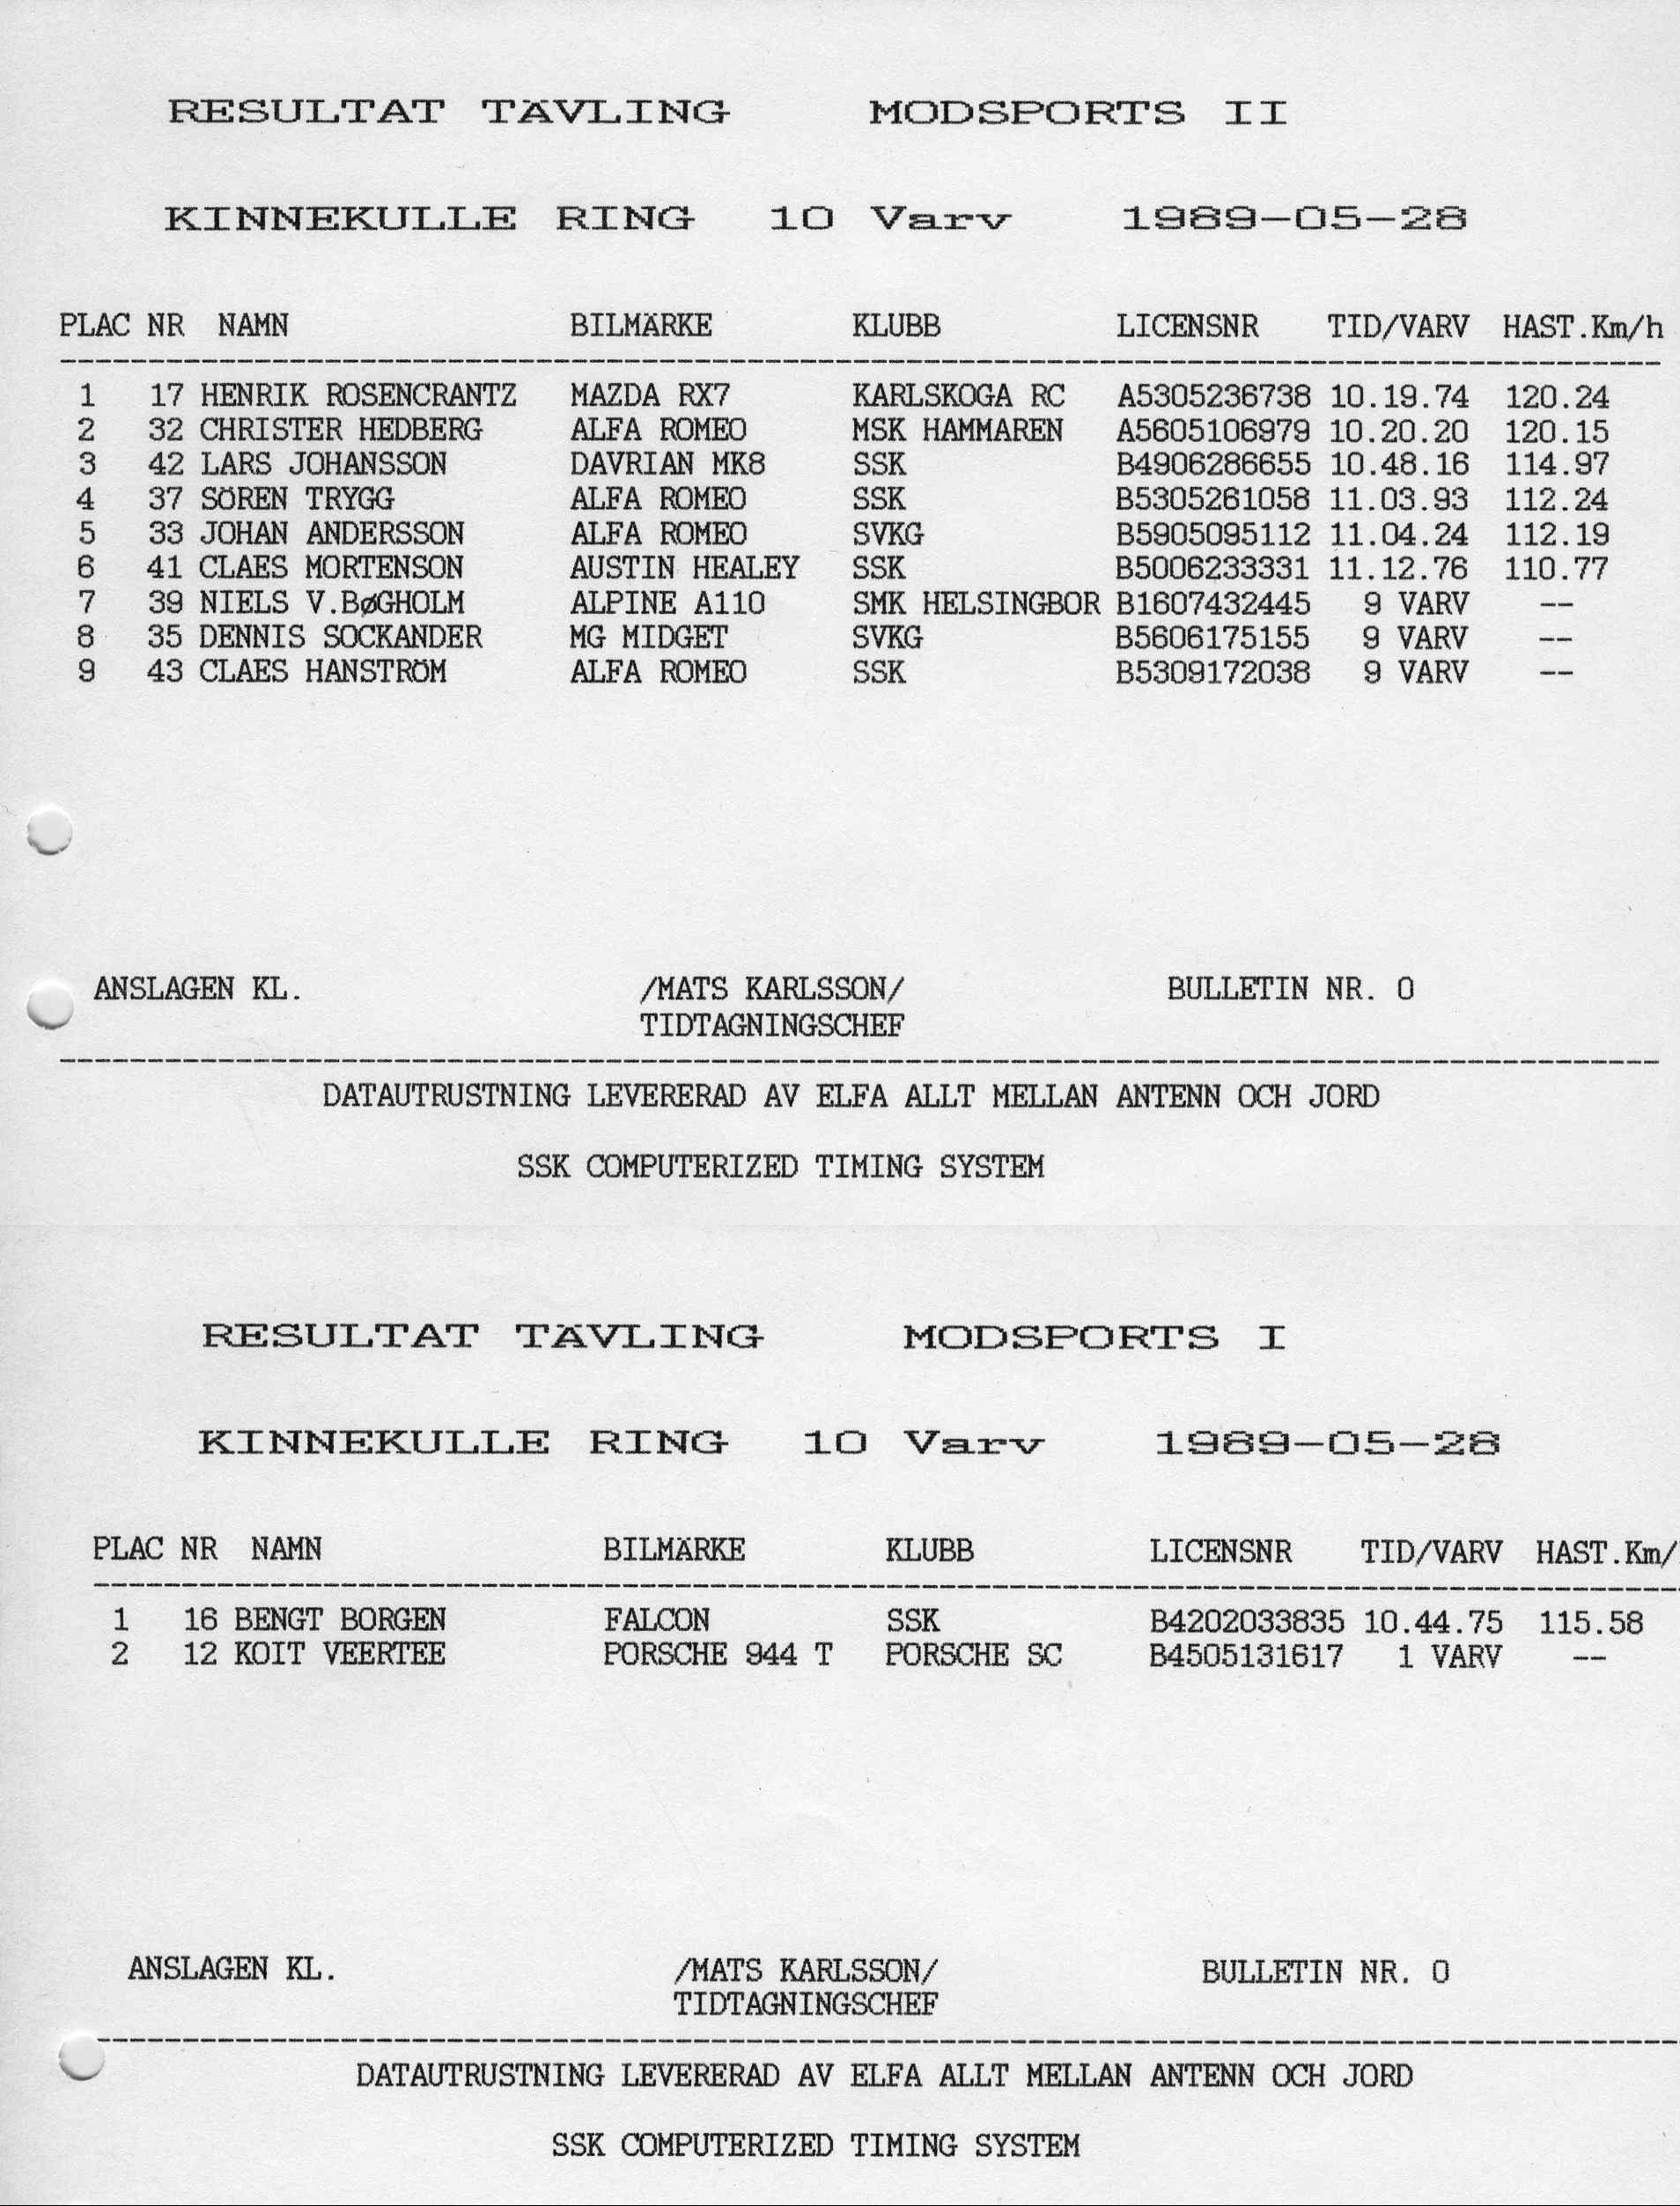 RESULTAT TÄVLING MODSPORTS II
KINNEKULLE RING 10 Varv 1989-05-28
PLAC NR NAMN BILMÄRKE KLUBB LICENSNR TID/VARV HAST.Km/h
1 17 HENRIK ROSENCRANTZ MAZDA RX7 KARLSKOGA RC A5305236738 10.19.74 120.24
2 32 CHRISTER HEDBERG ALFA ROMEO MSK HAMMAREN A5605106979 10.20.20 120.15
3 42 LARS JOHANSSON DAVRIAN MK8 SSK B4906286655 10.48.16 114.97
4 37 SÖREN TRYGG ALFA ROMEO SSK B5305261058 11.03.93 112.24
5 33 JOHAN ANDERSSON ALFA ROMEO SVKG B5905095112 11.04.24 112.19
6 41 CLAES MORTENSON AUSTIN HEALEY SSK B5006233331 11.12.76 110.77
7 39 NIELS V.BøGHOLM ALPINE A110 SMK HELSINGBOR B1607432445 9 VARV --
8 35 DENNIS SOCKANDER MG MIDGET SVKG B5606175155 9 VARV --
9 43 CLAES HANSTRÖM ALFA ROMEO SSK B5309172038 9 VARV --
ANSLAGEN KL. /MATS KARLSSON/ BULLETIN NR. 0
TIDTAGNINGSCHEF
DATAUTRUSTNING LEVERERAD AV ELFA ALLT MELLAN ANTENN OCH JORD
SSK COMPUTERIZED TIMING SYSTEM
RESULTAT TÄVLING MODSPORTS I
KINNEKULLE RING 10 Varv 1989-05-28
PLAC NR NAMN BILMÄRKE KLUBB LICENSNR TID/VARV HAST.Km/
1 16 BENGT BORGEN FALCON SSK B4202033835 10.44.75 115.58
2 12 KOIT VEERTEE PORSCHE 944 T PORSCHE SC B4505131617 1 VARV --
ANSLAGEN KL. /MATS KARLSSON/ BULLETIN NR. 0
TIDTAGNINGSCHEF
DATAUTRUSTNING LEVERERAD AV ELFA ALLT MELLAN ANTENN OCH JORD
SSK COMPUTERIZED TIMING SYSTEM